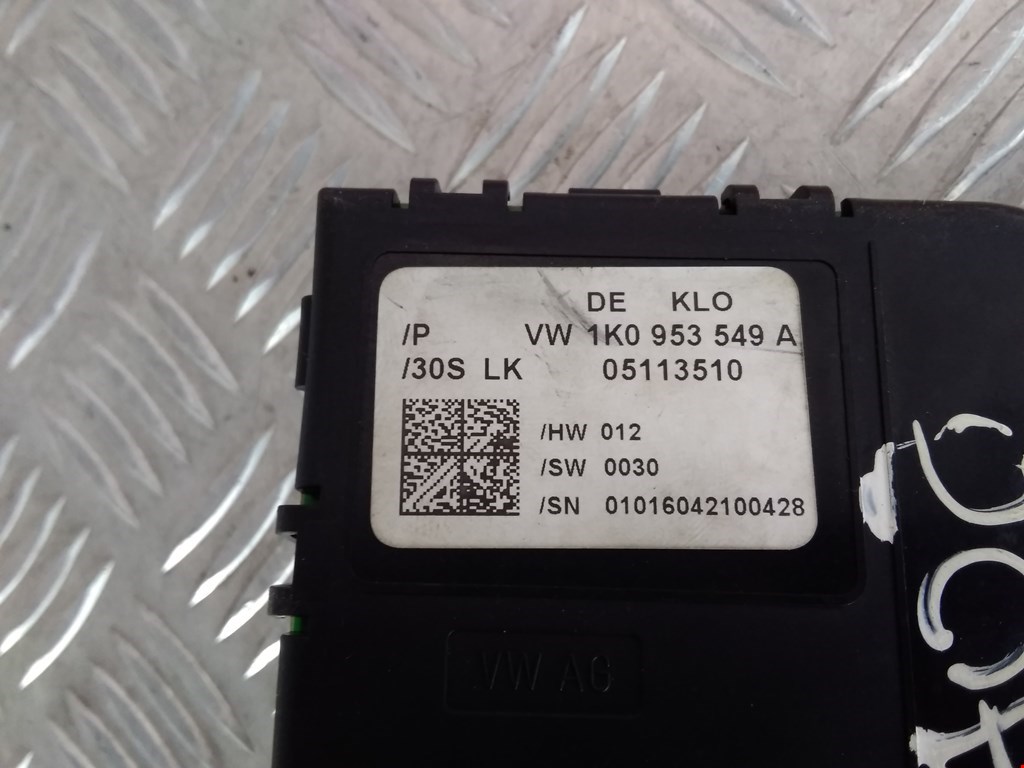 DE KLO
/P VW 1K0 953 549 A
/30S LK 05113510
/HW 012
/SW 0030
/SN 01016042100428
VW AG